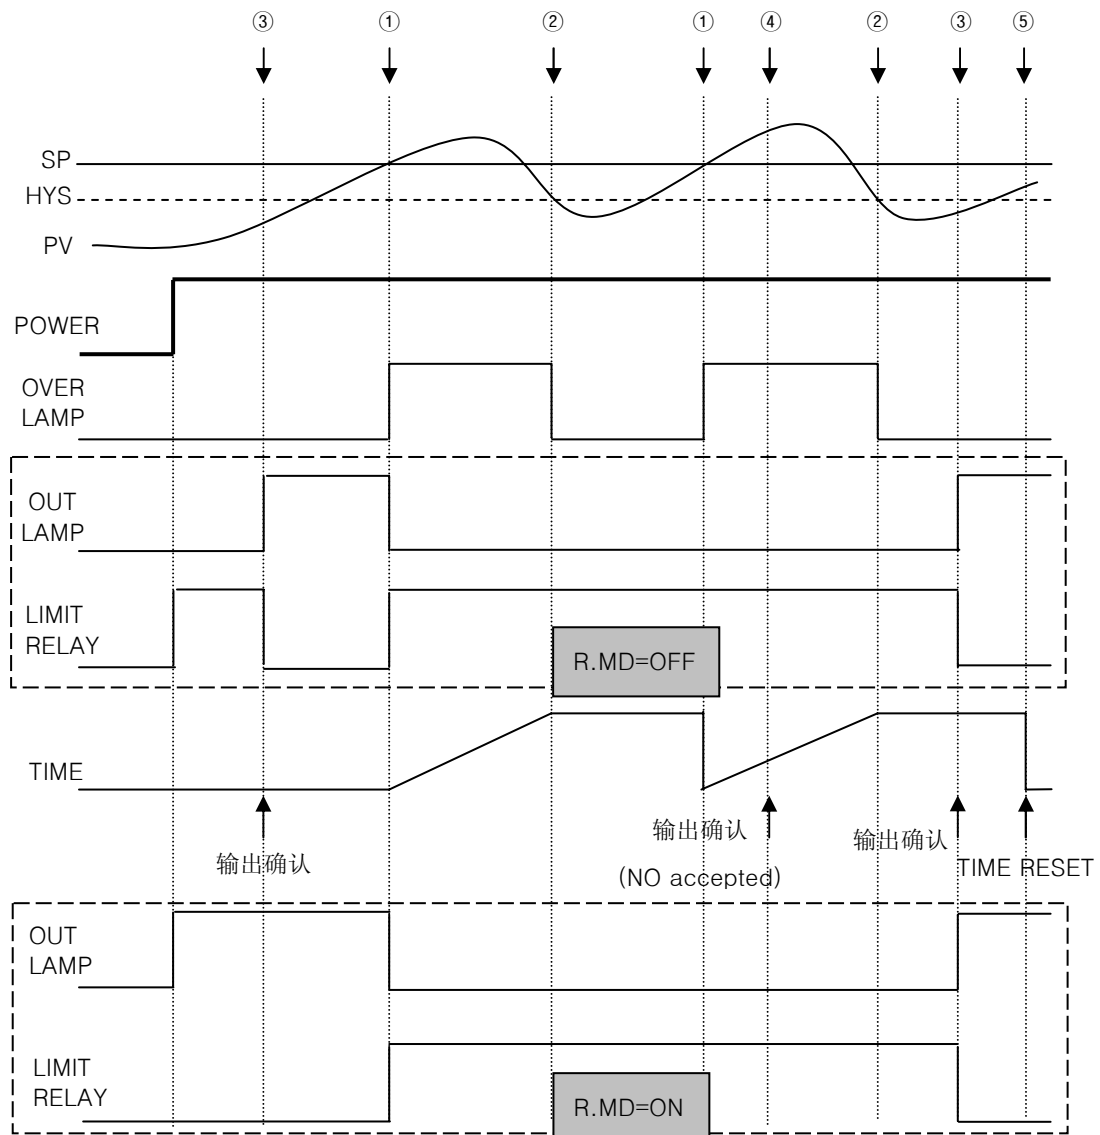 ③ ① ② ① ④ ② ③ ⑤
SP
HYS
PV
POWER
OVER
LAMP
OUT
LAMP
LIMIT
RELAY
R.MD=OFF
TIME
输出确认
输出确认
(NO accepted)
输出确认
TIME RESET
OUT
LAMP
LIMIT
RELAY
R.MD=ON